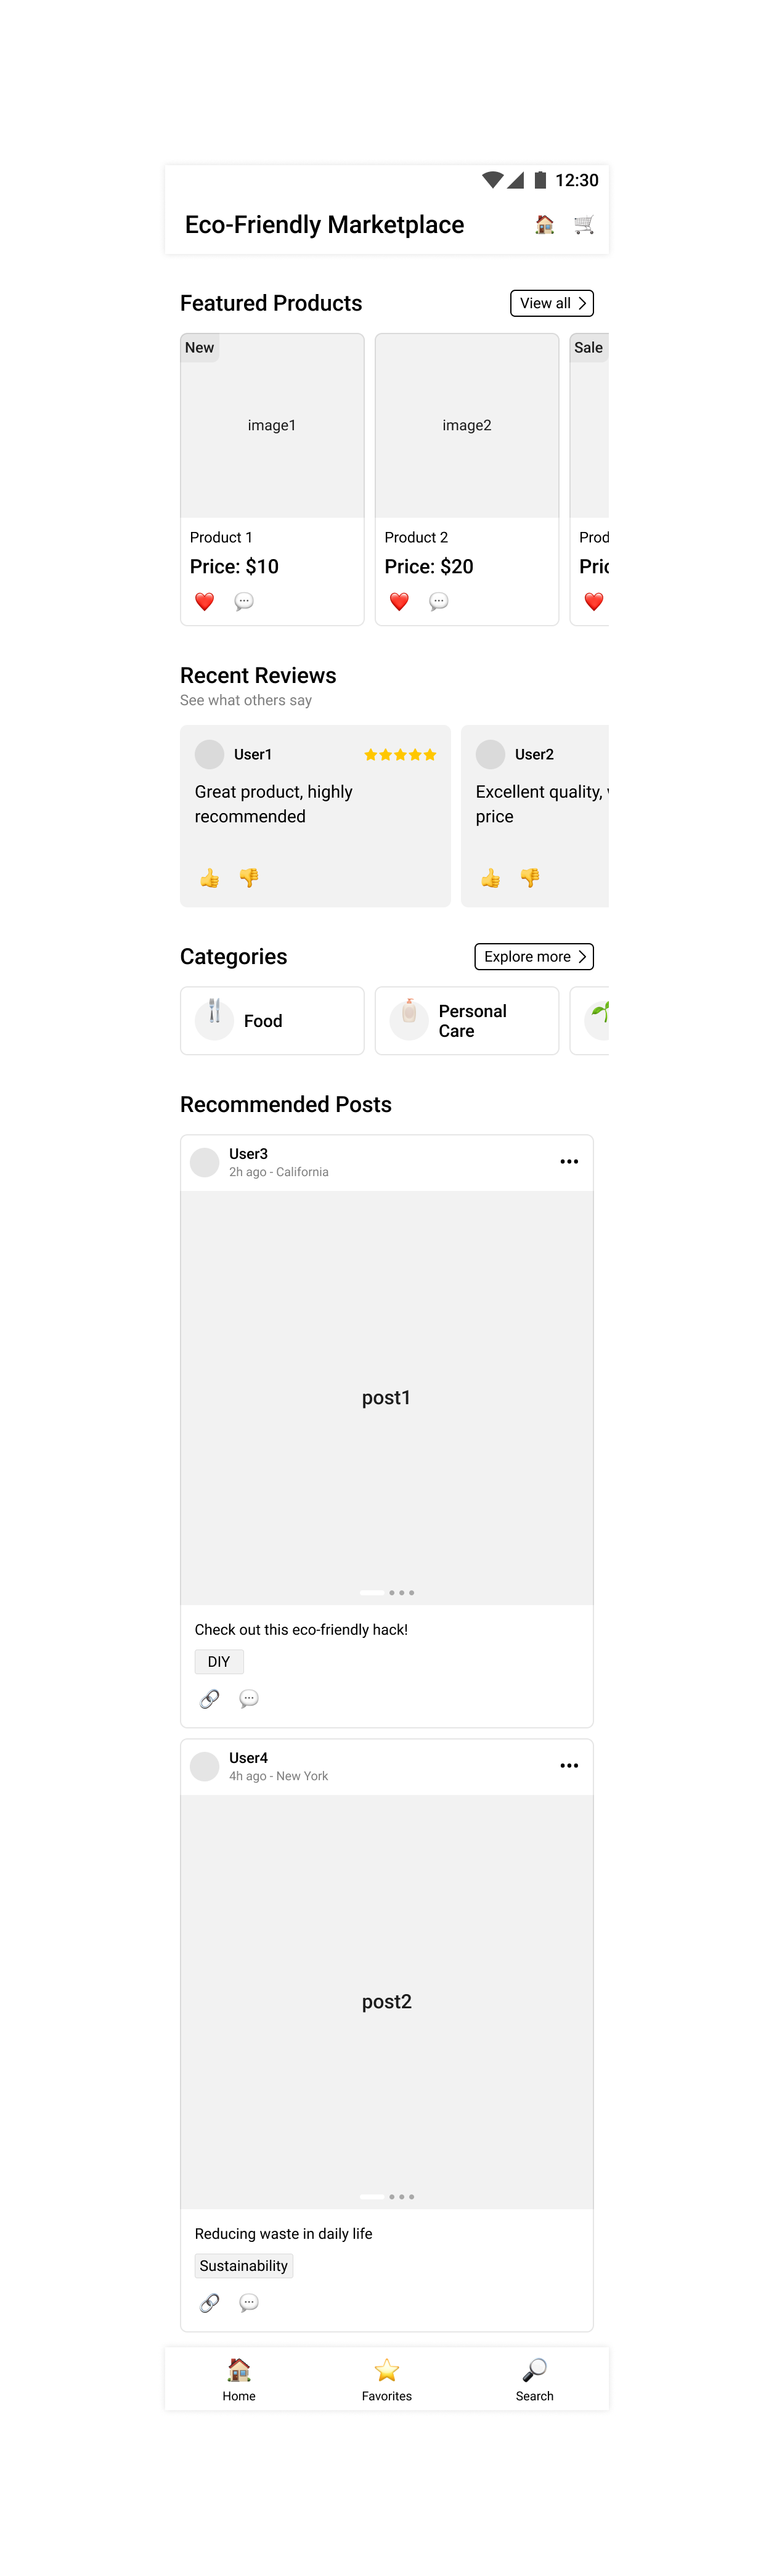 12:30
Eco-Friendly Marketplace
Featured Products
View all
New
Sale
image1
image2
Product 1
Product 2
Prod
Price: $10
Price: $20
Pric
Recent Reviews
See what others say
User1
Great product, highly
recommended
User2
Excellent quality,
price
Categories
Explore more
Food
Personal
Care
Recommended Posts
User3
2h ago - California
post1
Check out this eco-friendly hack!
DIY
User4
4h ago - New York
post2
Reducing waste in daily life
Sustainability
Home
Favorites
Search